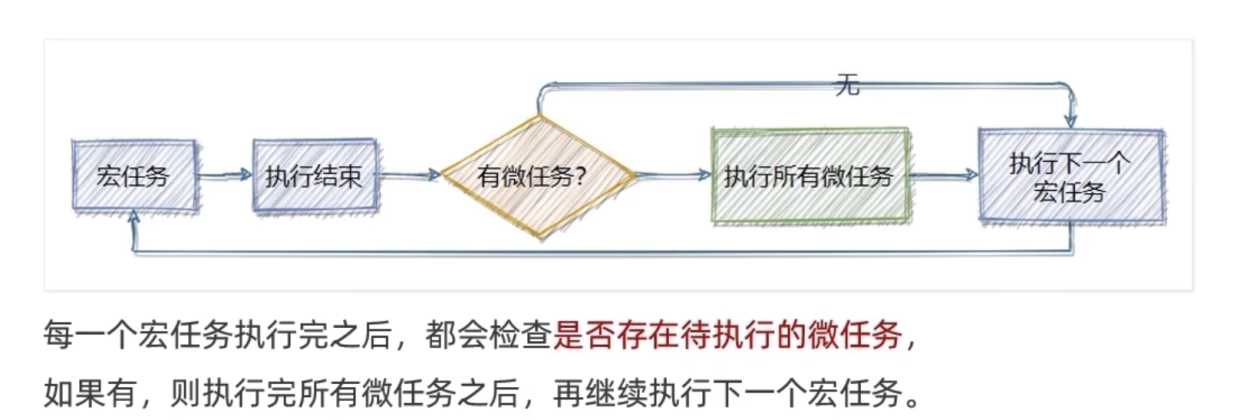 无
宏任务
执行结束
有微任务?
执行所有微任务
执行下一个
宏任务
每一个宏任务执行完之后，都会检查是否存在待执行的微任务，
如果有，则执行完所有微任务之后，再继续执行下一个宏任务。